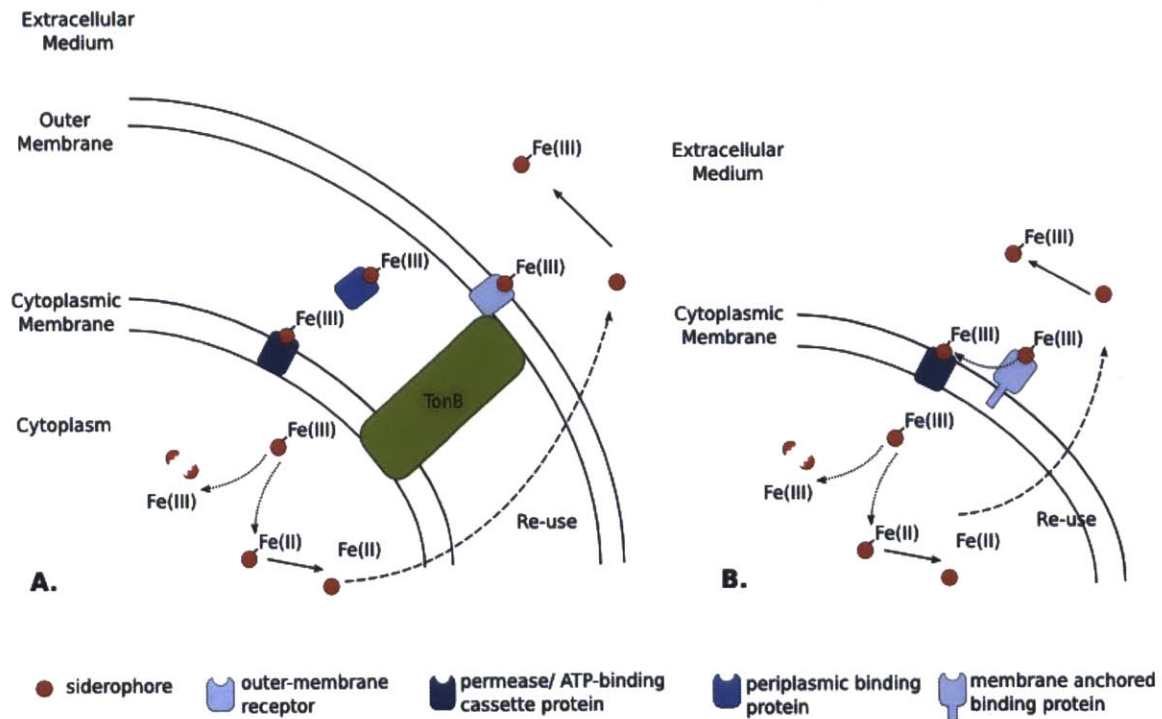 Extracellular
Medium
Outer
Membrane
Fe(III)
Fe(III)
Fe(III)
Cytoplasmic
Membrane
Fe(III)
TonB
Cytoplasm
Fe(III)
Fe(III)
Fe(II)
Fe(II)
Re-use
A.
Extracellular
Medium
Fe(III)
Cytoplasmic
Membrane
Fe(III)
Fe(III)
Fe(III)
Fe(III)
Fe(II)
Fe(II)
Re-use
B.
siderophore
outer-membrane
receptor
permease/ ATP-binding
cassette protein
periplasmic binding
protein
membrane anchored
binding protein